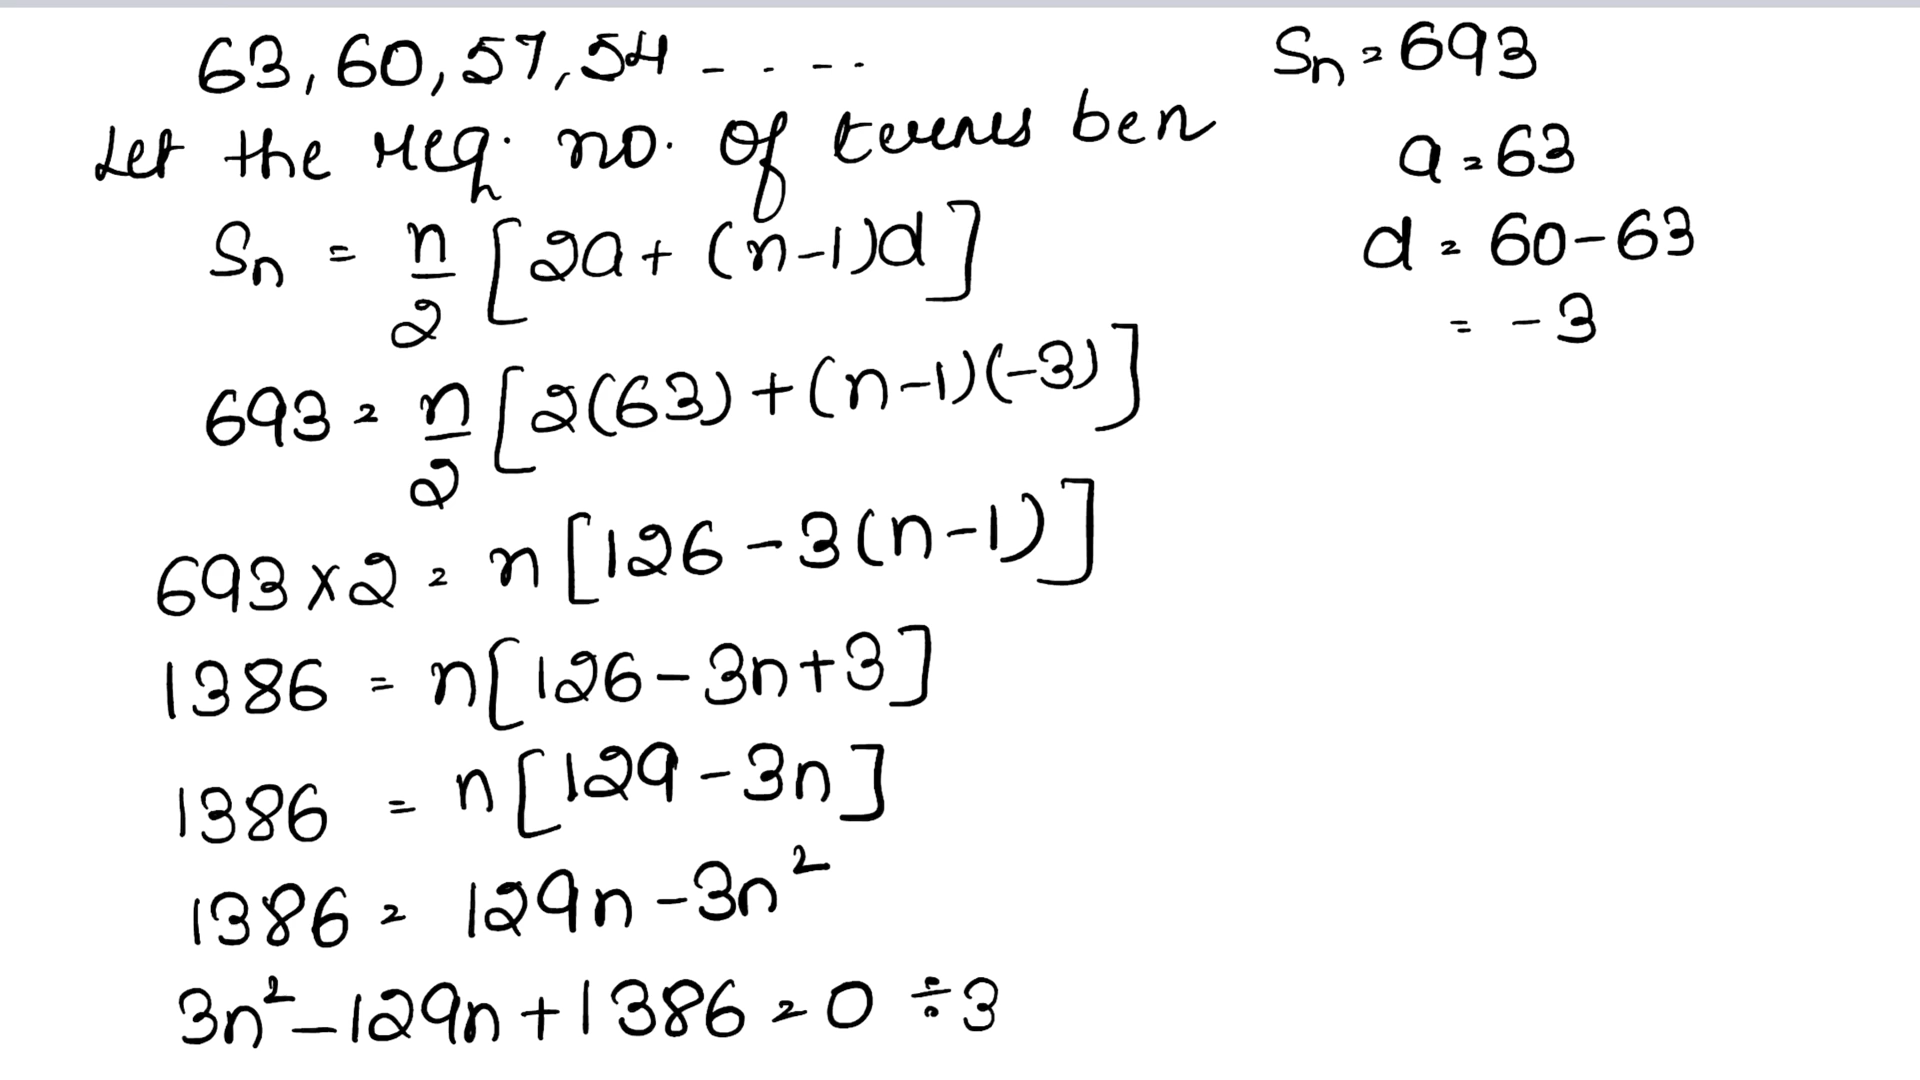 63, 60, 57, 54 - - - -
Let the req. no. of terms be n
Sn = n/2 [2a + (n-1)d]
693 = n/2 [2(63) + (n-1)(-3)]
693 x 2 = n[126 - 3(n-1)]
1386 = n[126 - 3n + 3]
1386 = n[129 - 3n]
1386 = 129n - 3n²
3n² - 129n + 1386 = 0 ÷ 3
Sn = 693
a = 63
d = 60 - 63
= -3